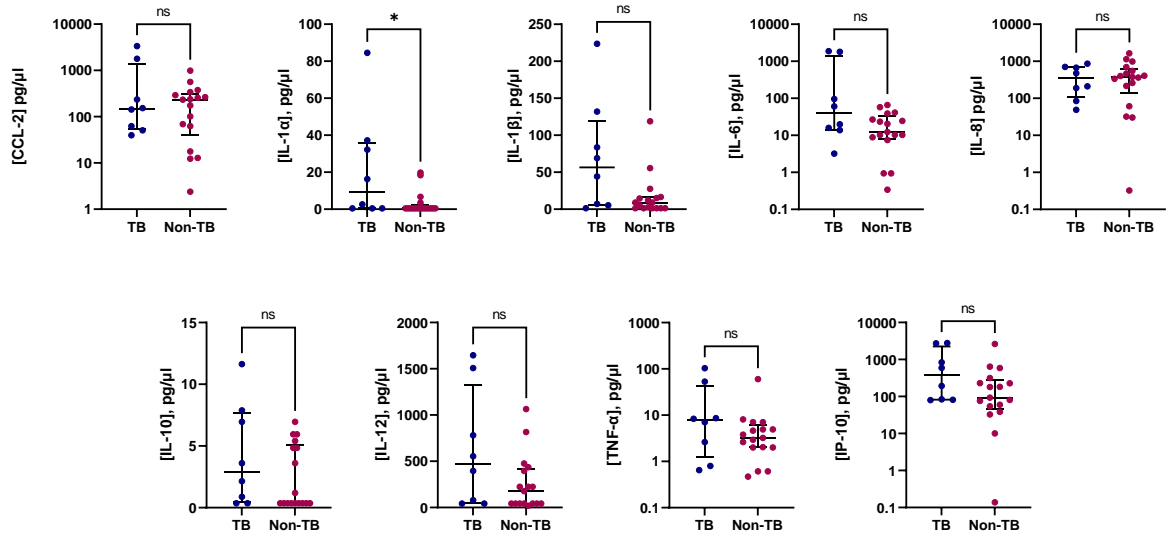 ns
[CCL-2] pg/µl
10000
1000
100
10
1
TB Non-TB
*
[IL-1α], pg/µl
100
80
60
40
20
0
TB Non-TB
ns
[IL-1β], pg/µl
250
200
150
100
50
0
TB Non-TB
ns
[IL-6], pg/µl
10000
1000
100
10
1
0.1
TB Non-TB
ns
[IL-8] pg/µl
10000
1000
100
10
1
0.1
TB Non-TB
ns
[IL-10], pg/µl
15
10
5
0
TB Non-TB
ns
[IL-12], pg/µl
2000
1500
1000
500
0
TB Non-TB
ns
[TNF-α], pg/µl
1000
100
10
1
0.1
TB Non-TB
ns
[IP-10], pg/µl
10000
1000
100
10
1
0.1
TB Non-TB